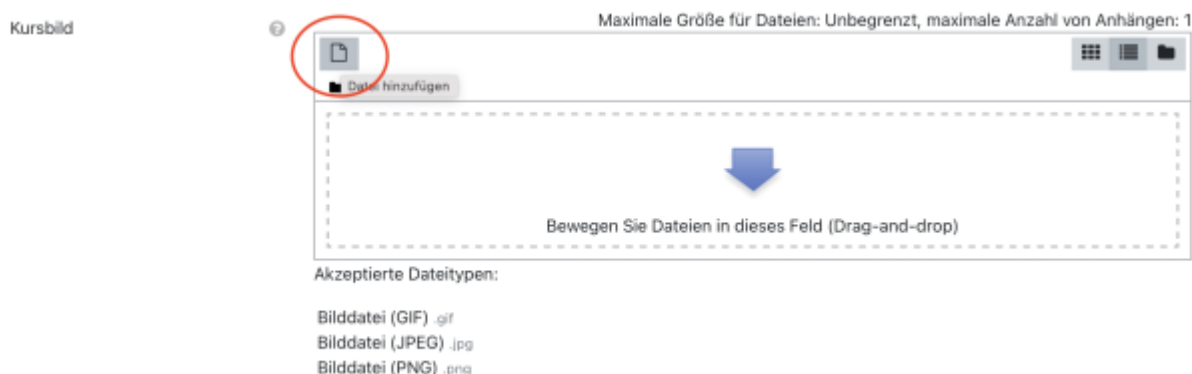 Kursbild
Maximale Größe für Dateien: Unbegrenzt, maximale Anzahl von Anhängen: 1
Datei hinzufügen
Bewegen Sie Dateien in dieses Feld (Drag-and-drop)
Akzeptierte Dateitypen:
Bilddatei (GIF) .gif
Bilddatei (JPEG) .jpg
Bilddatei (PNG) .png